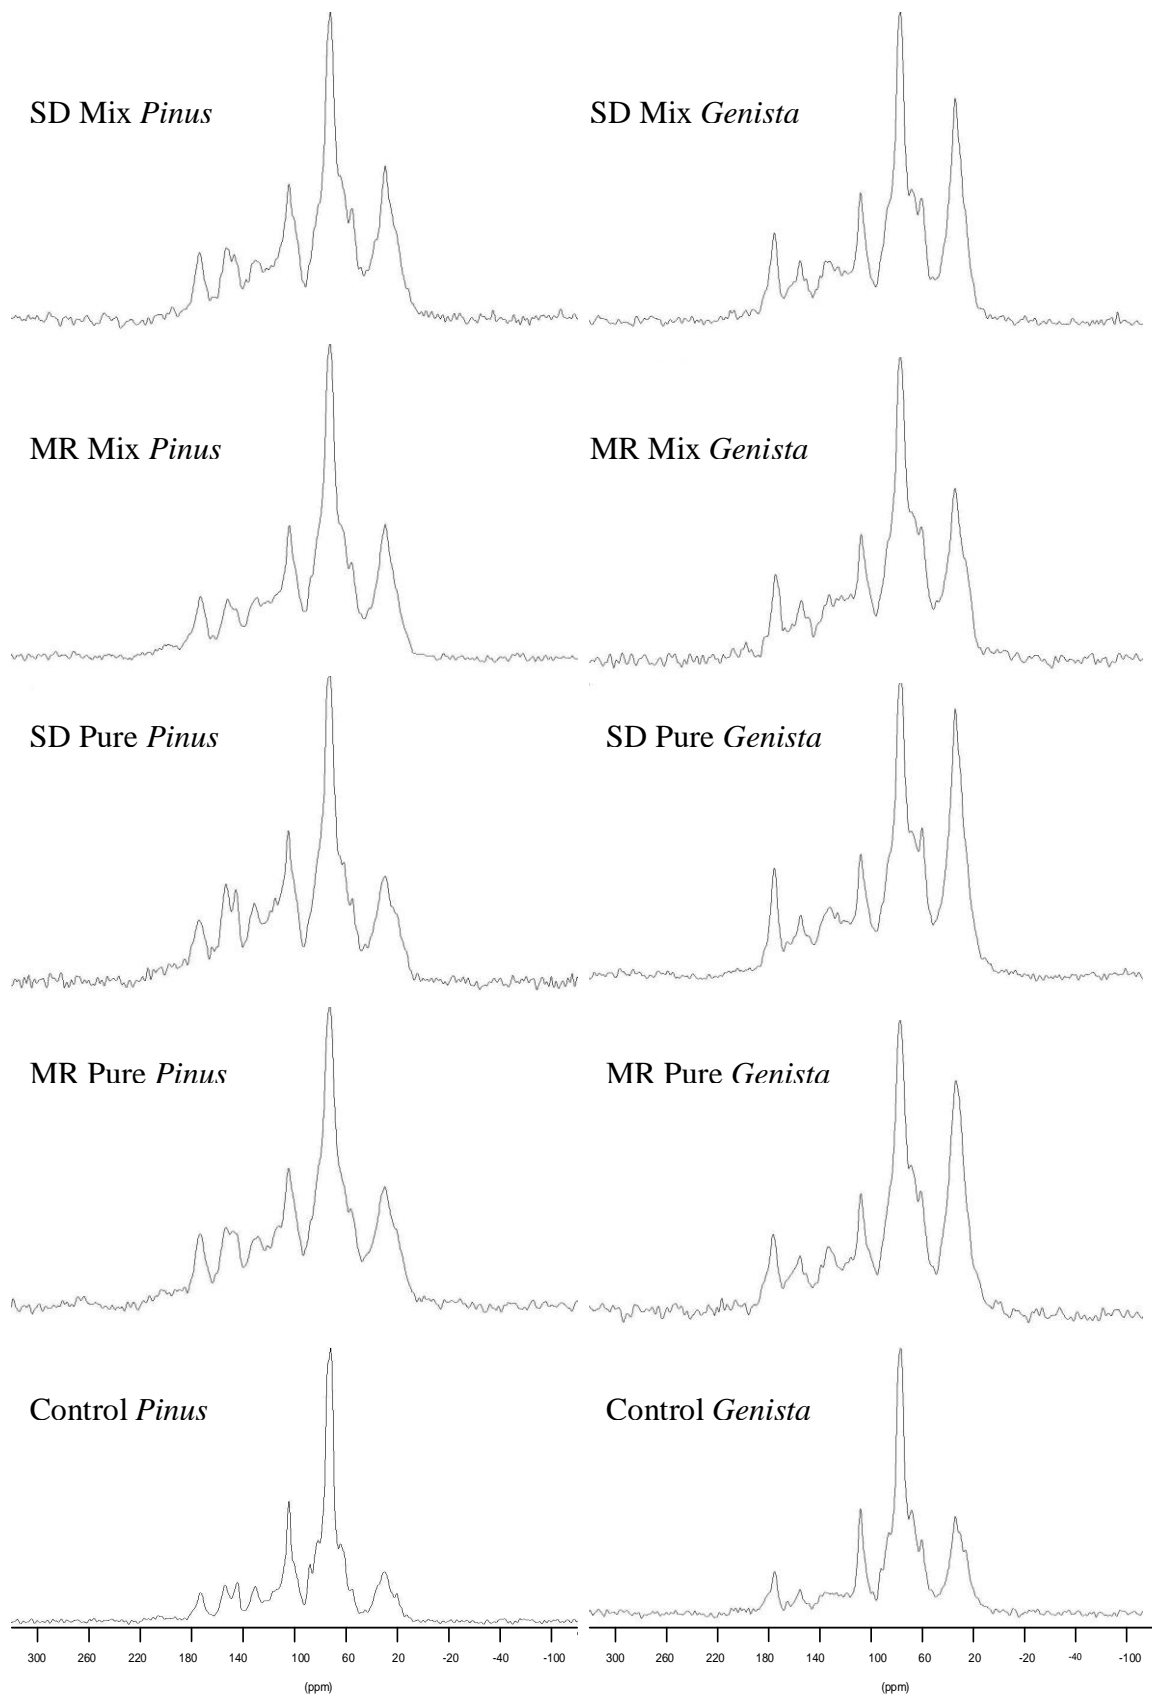 SD Mix Pinus
SD Mix Genista
MR Mix Pinus
MR Mix Genista
SD Pure Pinus
SD Pure Genista
MR Pure Pinus
MR Pure Genista
Control Pinus
Control Genista
300 260 220 180 140 100 60 20 -20 -60 -100
300 260 220 180 140 100 60 20 -20 -40 -100
(ppm)
(ppm)